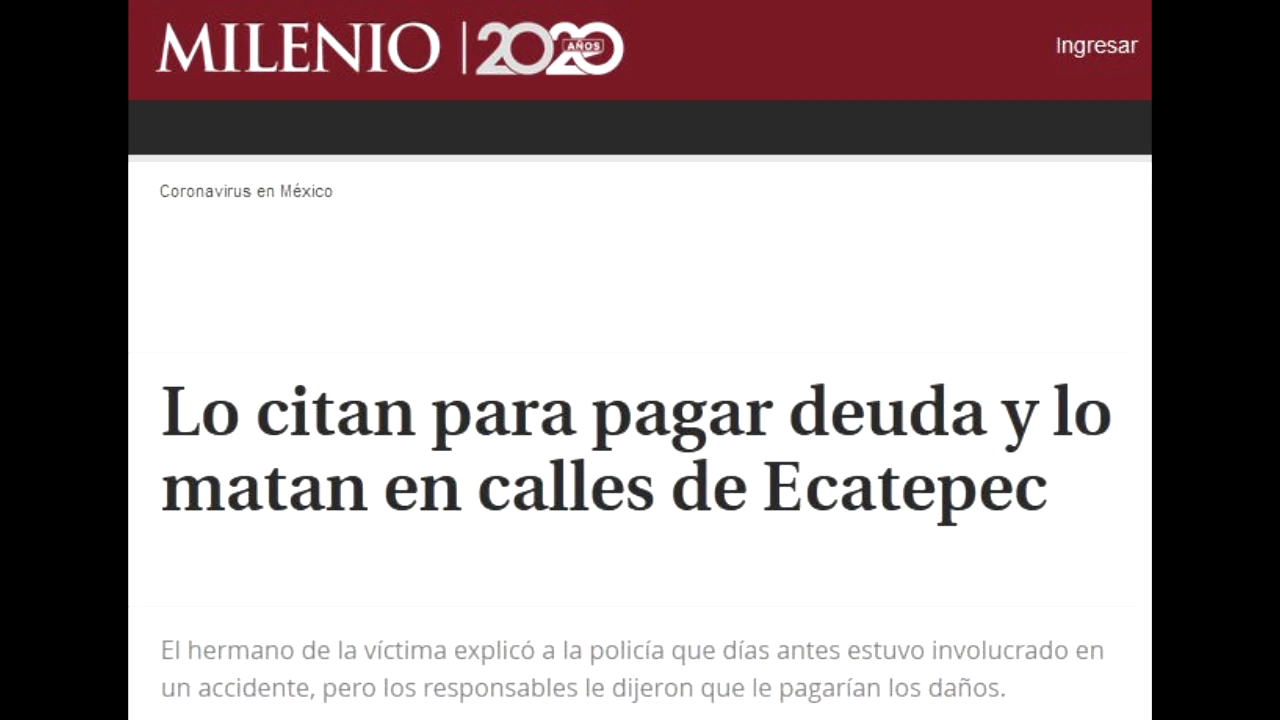 MILENIO | 2020 AÑOS
Ingresar
Coronavirus en México
Lo citan para pagar deuda y lo
matan en calles de Ecatepec
El hermano de la víctima explicó a la policía que días antes estuvo involucrado en
un accidente, pero los responsables le dijeron que le pagarían los daños.